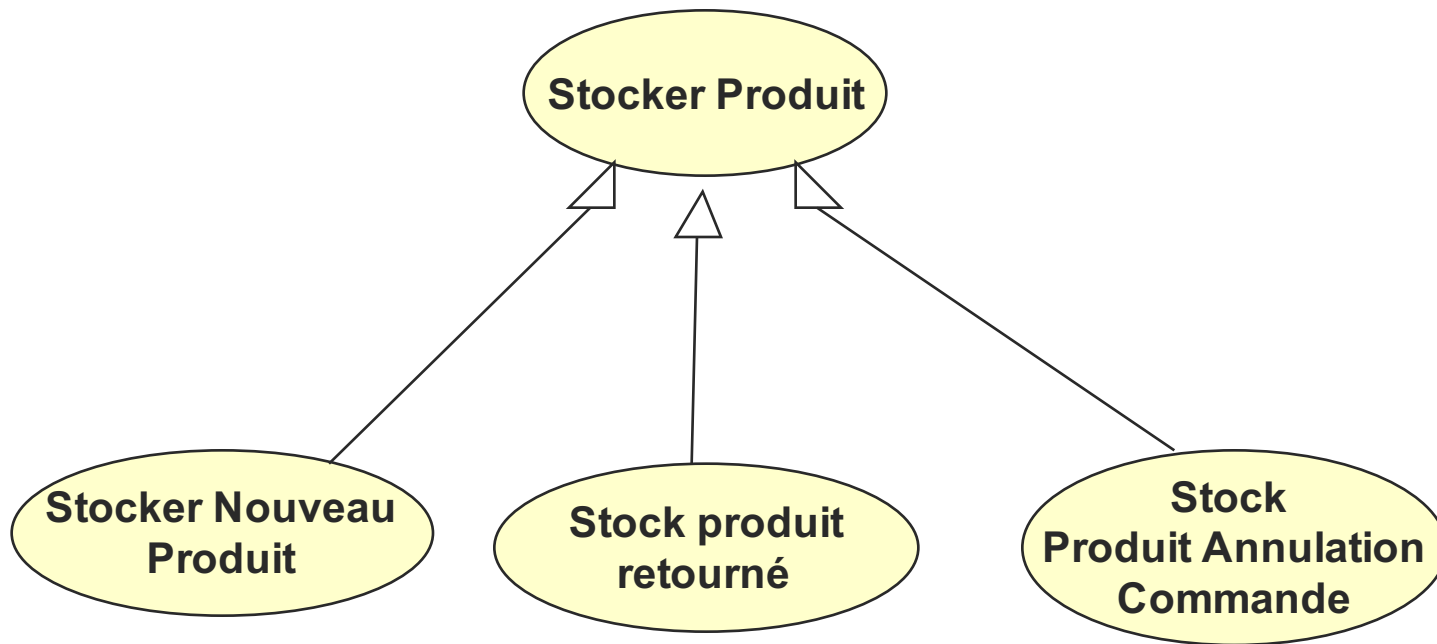 Stocker Produit
Stocker Nouveau
Produit
Stock produit
retourné
Stock
Produit Annulation
Commande